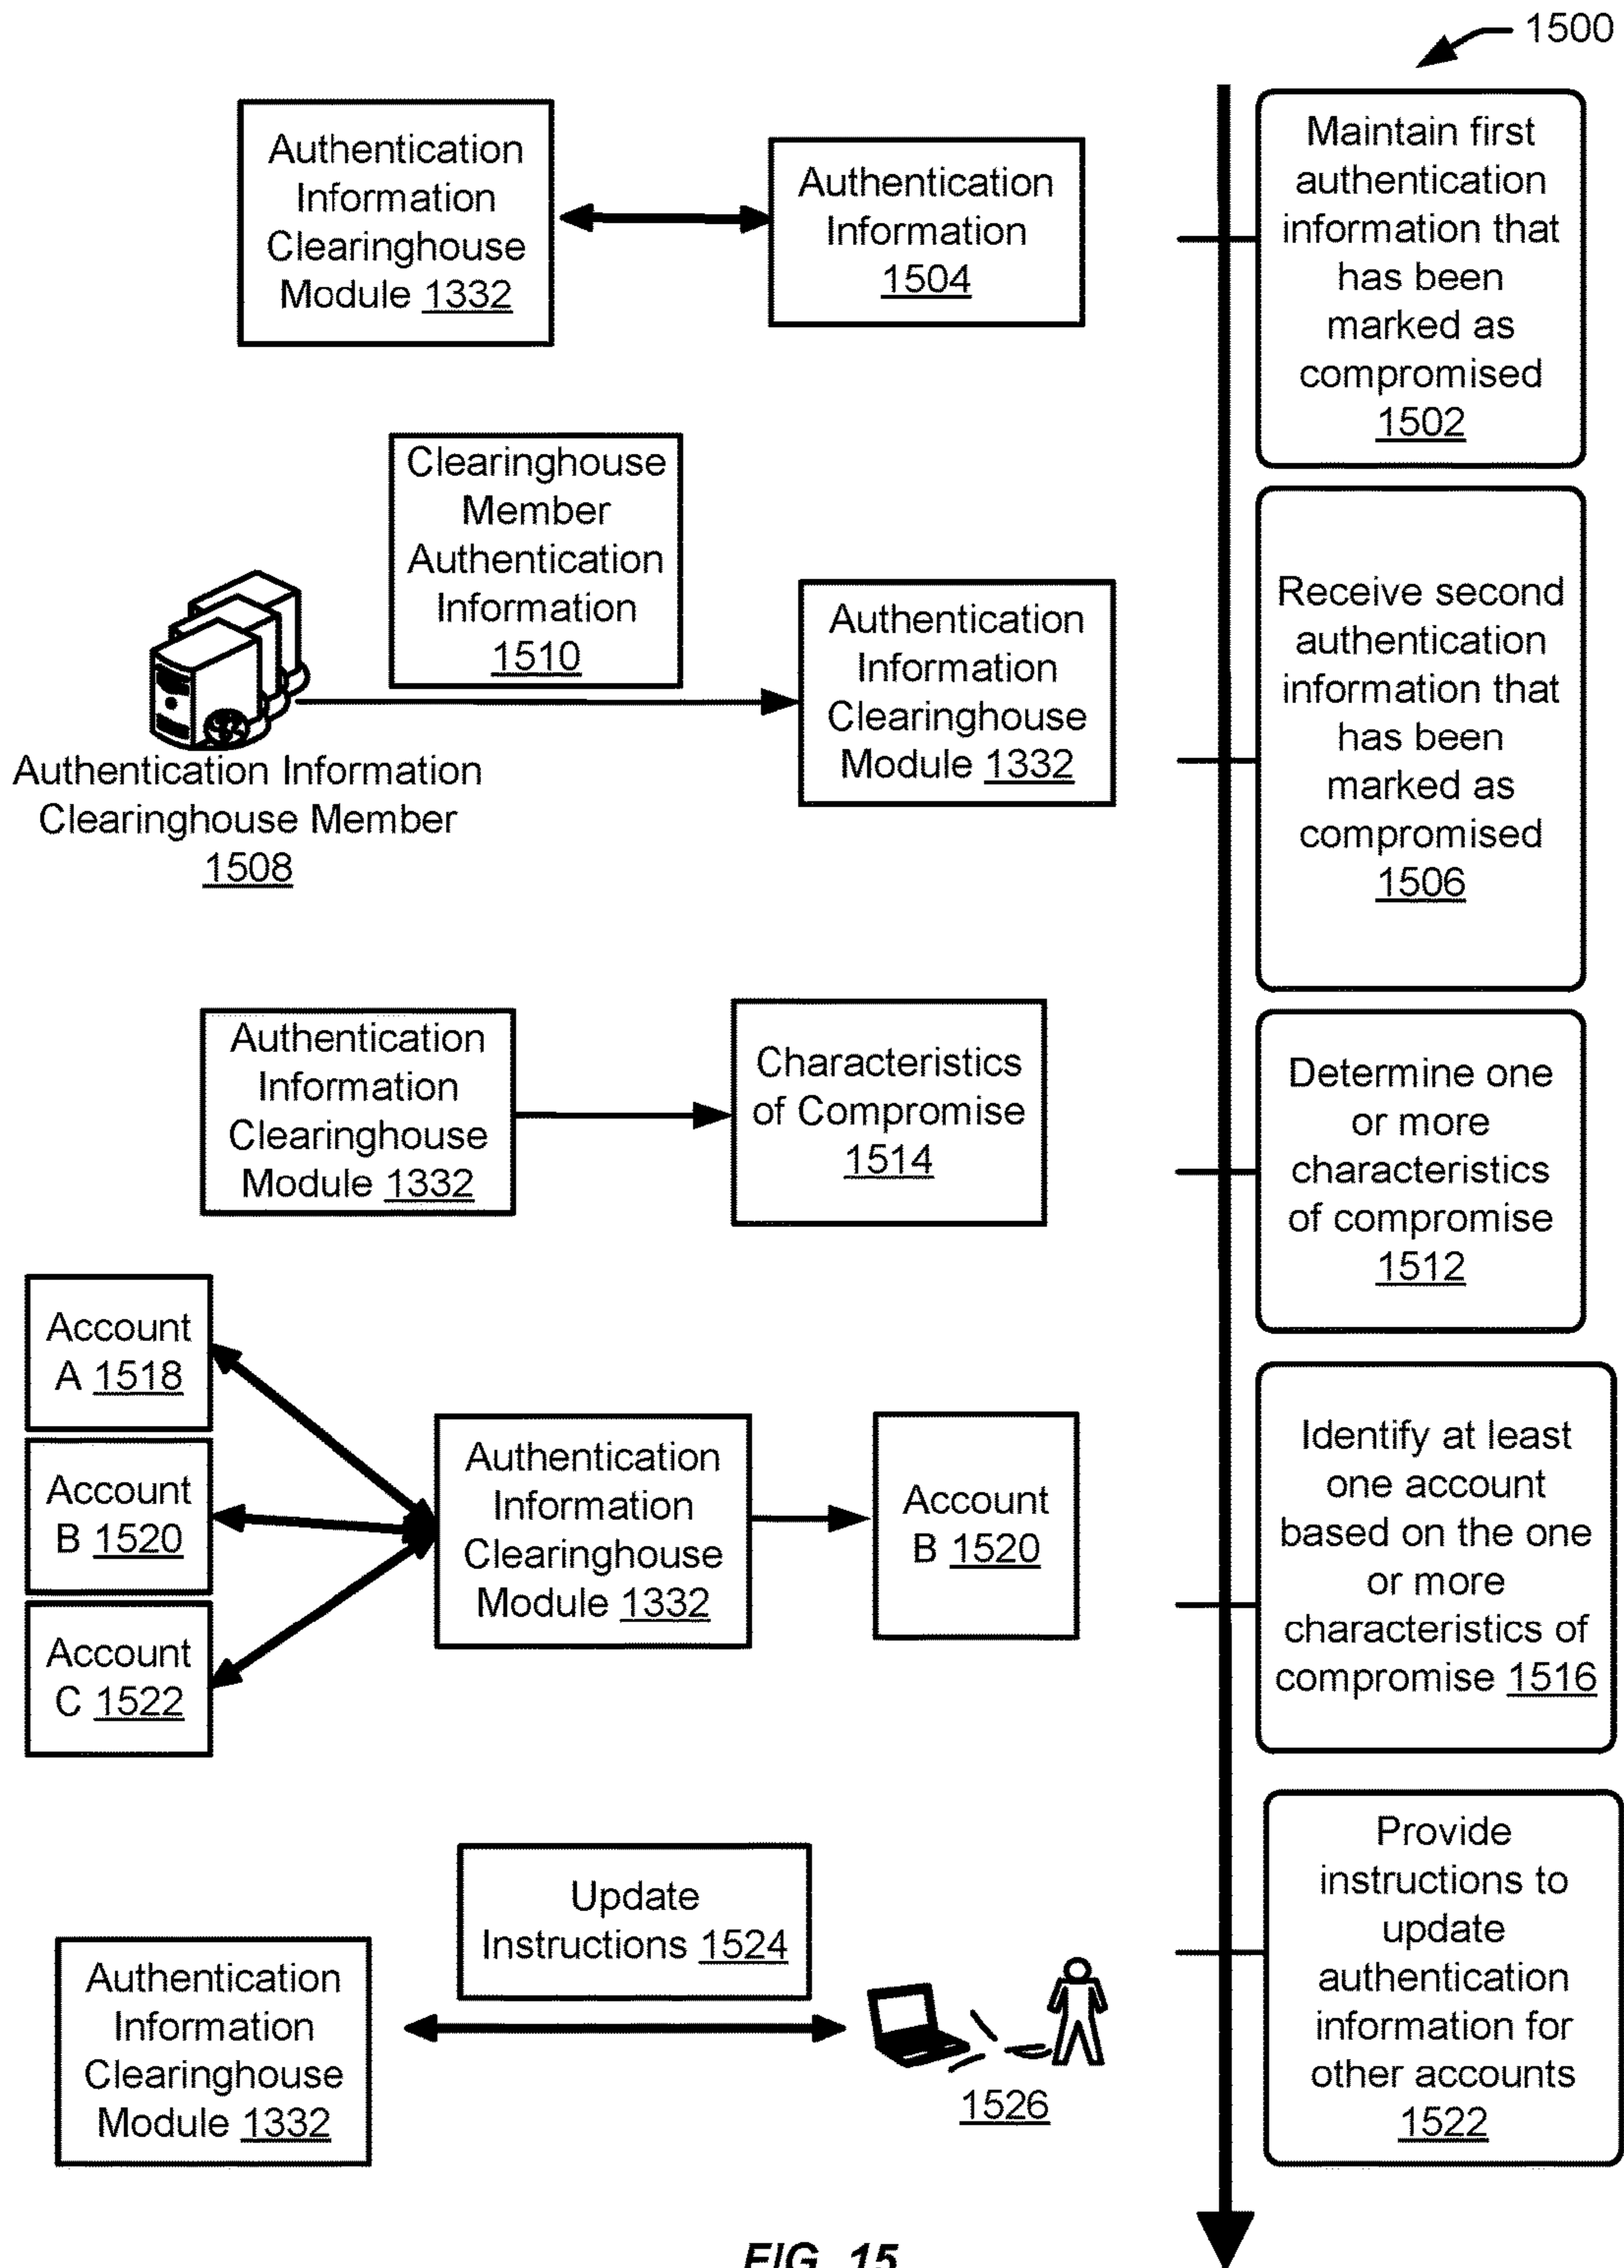 1500
Authentication
Information
Clearinghouse
Module 1332
Authentication
Information
1504
Maintain first
authentication
information that
has been
marked as
compromised
1502
Clearinghouse
Member
Authentication
Information
1510
Authentication Information
Clearinghouse Member
1508
Authentication
Information
Clearinghouse
Module 1332
Receive second
authentication
information that
has been
marked as
compromised
1506
Authentication
Information
Clearinghouse
Module 1332
Characteristics
of Compromise
1514
Determine one
or more
characteristics
of compromise
1512
Account
A 1518
Account
B 1520
Account
C 1522
Authentication
Information
Clearinghouse
Module 1332
Account
B 1520
Identify at least
one account
based on the one
or more
characteristics of
compromise 1516
Authentication
Information
Clearinghouse
Module 1332
Update
Instructions 1524
1526
Provide
instructions to
update
authentication
information for
other accounts
1522
FIG. 15